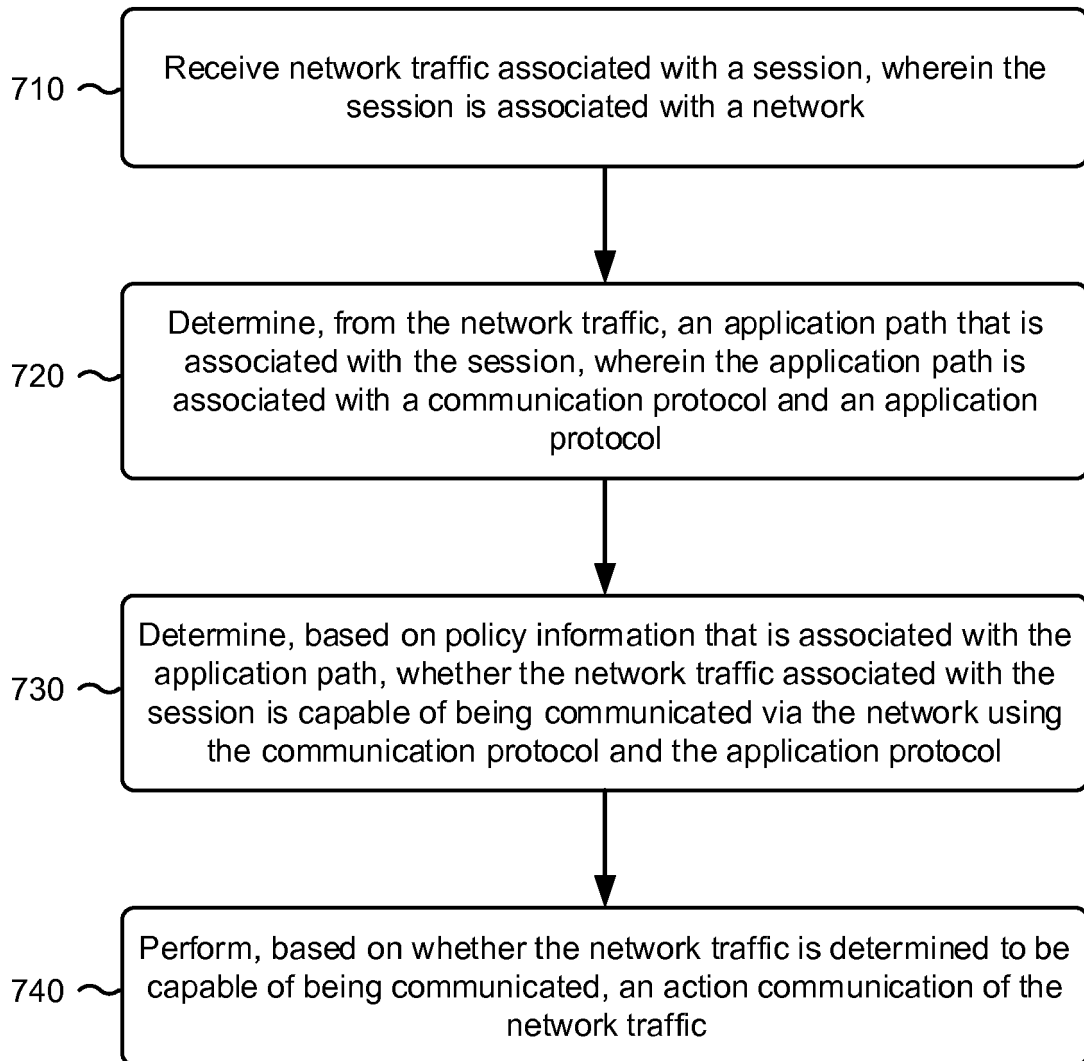 710
Receive network traffic associated with a session, wherein the
session is associated with a network
720
Determine, from the network traffic, an application path that is
associated with the session, wherein the application path is
associated with a communication protocol and an application
protocol
730
Determine, based on policy information that is associated with the
application path, whether the network traffic associated with the
session is capable of being communicated via the network using
the communication protocol and the application protocol
740
Perform, based on whether the network traffic is determined to be
capable of being communicated, an action communication of the
network traffic